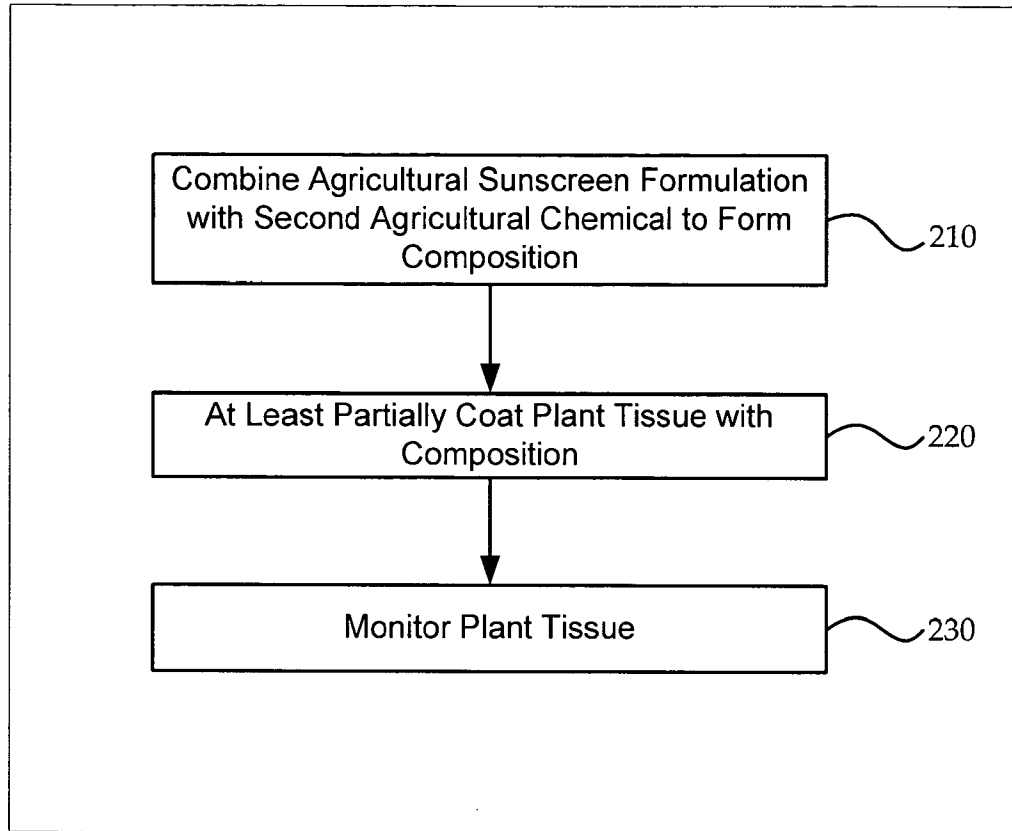 Combine Agricultural Sunscreen Formulation
with Second Agricultural Chemical to Form
Composition
210
At Least Partially Coat Plant Tissue with
Composition
220
Monitor Plant Tissue
230